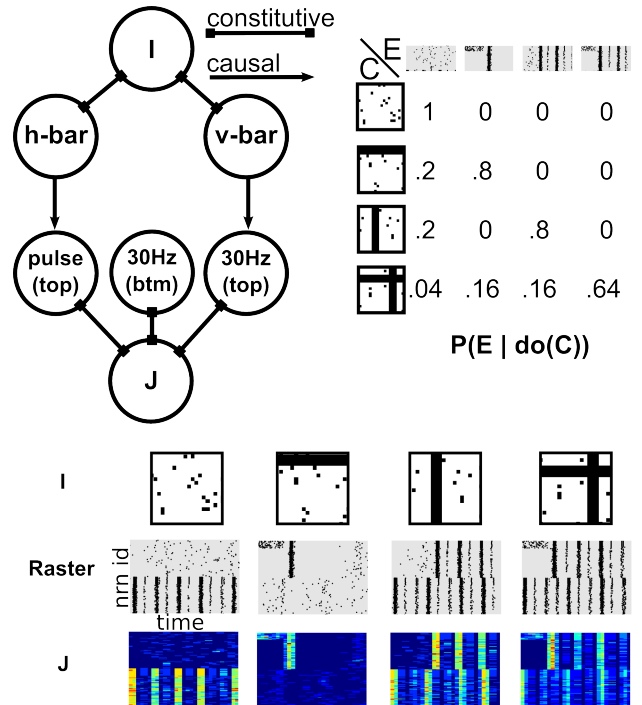 constitutive
causal
I
h-bar
v-bar
pulse
(top)
30Hz
(btm)
30Hz
(top)
J
E
C
1 0 0 0
.2 .8 0 0
.2 0 .8 0
.04 .16 .16 .64
P(E | do(C))
I
Raster
nrn id
time
J